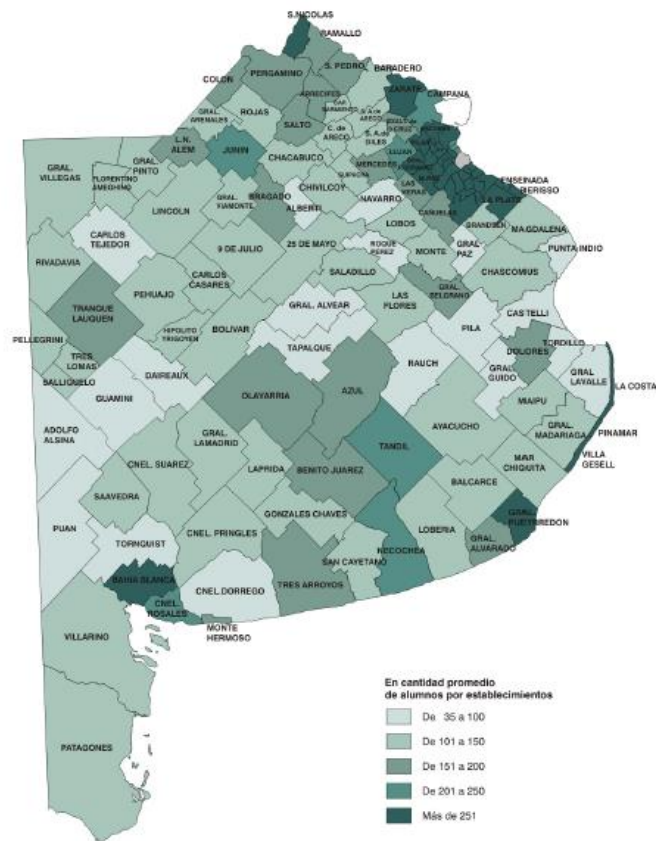 S.NICOLAS
RAMALLO
S. PEDRO
BARADERO
COLON
PERGAMINO
ARRECIFES
ZARATE
CAMPANA
GRAL.
ARENALES
ROJAS
SALTO
CAP.
SARMIENTO
S. A. de
ARECO
L.N.
ALEM
JUNIN
C. de
ARECO
S. A. de
GILES
LUJAN
GRAL.
VILLEGAS
FLORENTINO
AMEGHINO
GRAL.
PINTO
CHACABUCO
MERCEDES
SUIPACHA
ENSENADA
BERISSO
LA PLATA
LINCOLN
GRAL.
VIAMONTE
BRAGADO
ALBERTI
CHIVILCOY
NAVARRO
LAS
HERAS
CAÑUELAS
BRANDSEN
MAGDALENA
CARLOS
TEJEDOR
LOBOS
9 DE JULIO
25 DE MAYO
ROQUE
PEREZ
MONTE
GRAL.
PAZ
PUNTA INDIO
RIVADAVIA
PEHUAJO
CARLOS
CASARES
SALADILLO
CHASCOMUS
TRANQUE
LAUQUEN
GRAL. ALVEAR
LAS
FLORES
GRAL.
BELGRANO
PILA
CASTELLI
PELLEGRINI
HIPOLITO
YRIGOYEN
BOLIVAR
TRES
LOMAS
TAPALQUE
RAUCH
GRAL.
GUIDO
DOLORES
TORDILLO
GRAL
LAVALLE
LA COSTA
SALLIQUELO
DAIREAUX
GUAMINI
OLAVARRIA
AZUL
MAIPU
ADOLFO
ALSINA
AYACUCHO
GRAL.
MADARIAGA
PINAMAR
VILLA
GESELL
GRAL.
LAMADRID
TANDIL
CNEL. SUAREZ
LAPRIDA
BENITO JUAREZ
MAR
CHIQUITA
BALCARCE
SAAVEDRA
GONZALES CHAVES
PUAN
TORNQUIST
CNEL. PRINGLES
NECOCHEA
LOBERIA
GRAL.
PUEYRREDON
GRAL.
ALVARADO
SAN CAYETANO
BAHIA BLANCA
CNEL.
ROSALES
CNEL. DORREGO
TRES ARROYOS
MONTE
HERMOSO
VILLARINO
PATAGONES
En cantidad promedio
de alumnos por establecimientos
De 35 a 100
De 101 a 150
De 151 a 200
De 201 a 250
Más de 251